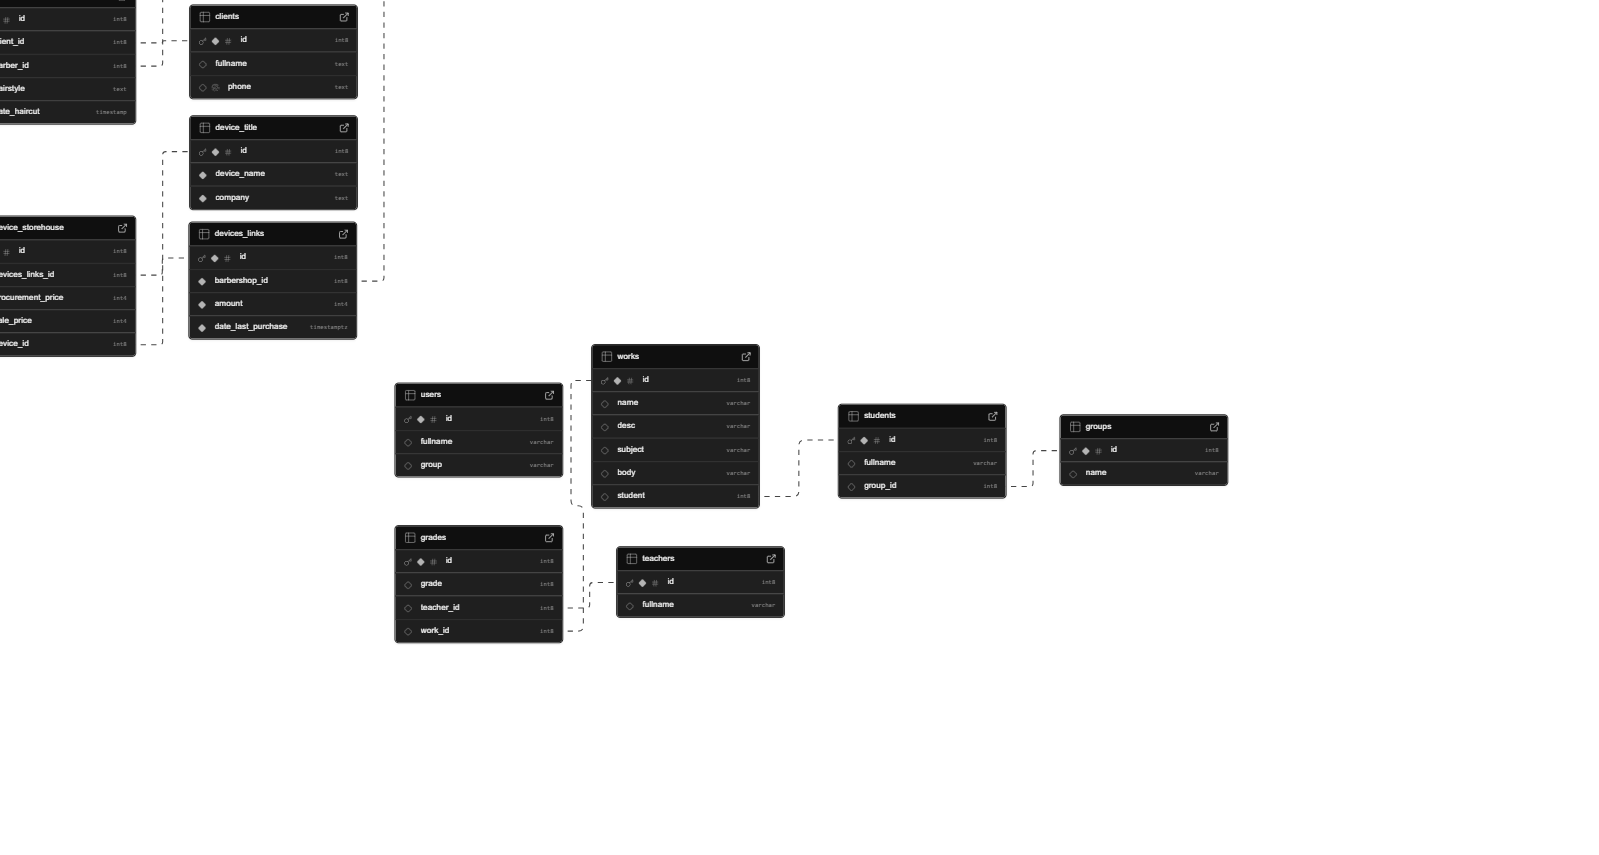 id int8
ient_id int8
arber_id int8
airstyle text
ate_haircut timestamp
clients
id int8
fullname text
phone text
device_title
id int8
device_name text
company text
evice_storehouse
id int8
evices_links_id int8
rocurement_price int4
ale_price int4
evice_id int8
devices_links
id int8
barbershop_id int8
amount int4
date_last_purchase timestamptz
users
id int8
fullname varchar
group varchar
works
id int8
name varchar
desc varchar
subject varchar
body varchar
student int8
students
id int8
fullname varchar
group_id int8
groups
id int8
name varchar
grades
id int8
grade int8
teacher_id int8
work_id int8
teachers
id int8
fullname varchar